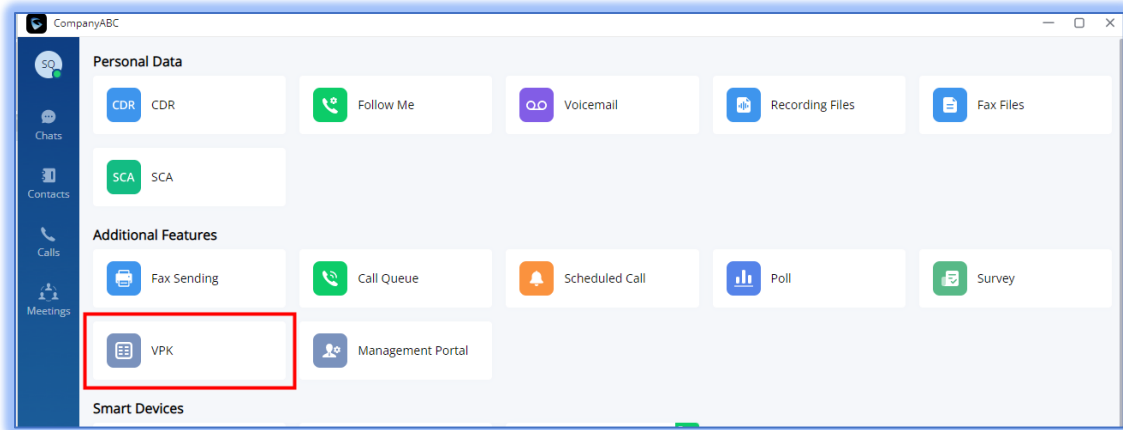 CompanyABC
SQ
Chats
Contacts
Calls
Meetings
Personal Data
CDR CDR
Follow Me
Voicemail
Recording Files
Fax Files
SCA SCA
Additional Features
Fax Sending
Call Queue
Scheduled Call
Poll
Survey
VPK
Management Portal
Smart Devices